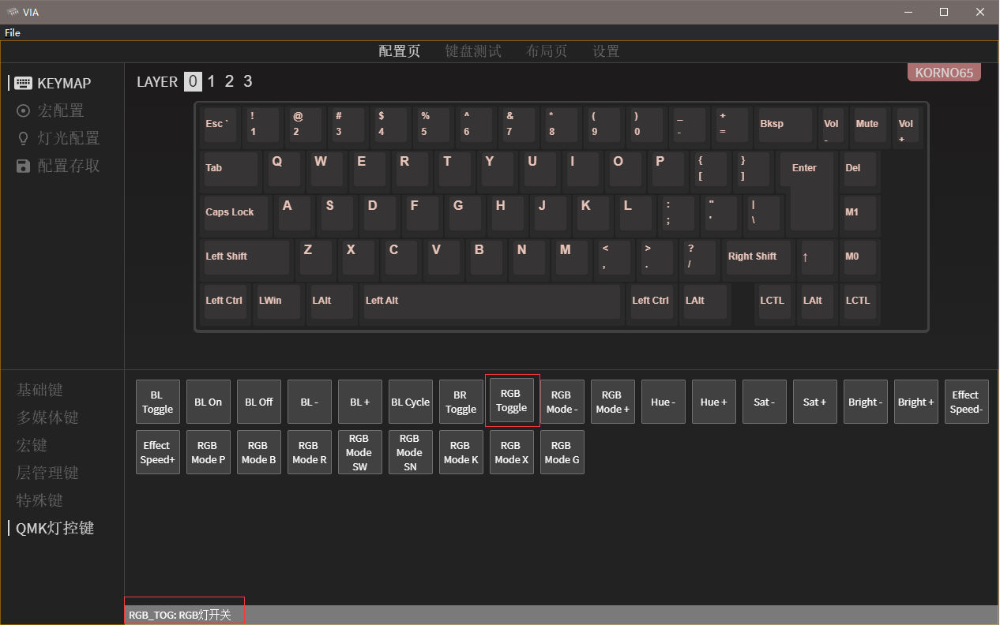 VIA
File
配置页 键盘测试 布局页 设置
KEYMAP
宏配置
灯光配置
配置存取
LAYER 0 1 2 3
KORNO65
Esc ` ! 1 @ 2 # 3 $ 4 % 5 ^ 6 & 7 * 8 ( 9 ) 0 _ - + = Bksp Vol - Mute Vol +
Tab Q W E R T Y U I O P { [ } ] Enter Del
Caps Lock A S D F G H J K L : ; " ' | \ M1
Left Shift Z X C V B N M < , > . ? / Right Shift ↑ M0
Left Ctrl LWin LAlt Left Alt Left Ctrl LAlt LCTL LAlt LCTL
基础键
多媒体键
宏键
层管理键
特殊键
QMK灯控键
BL Toggle BL On BL Off BL - BL + BL Cycle BR Toggle RGB Toggle RGB Mode - RGB Mode + Hue - Hue + Sat - Sat + Bright - Bright + Effect Speed-
Effect Speed+ RGB Mode P RGB Mode B RGB Mode R RGB Mode SW RGB Mode SN RGB Mode K RGB Mode X RGB Mode G
RGB_TOG: RGB灯开关